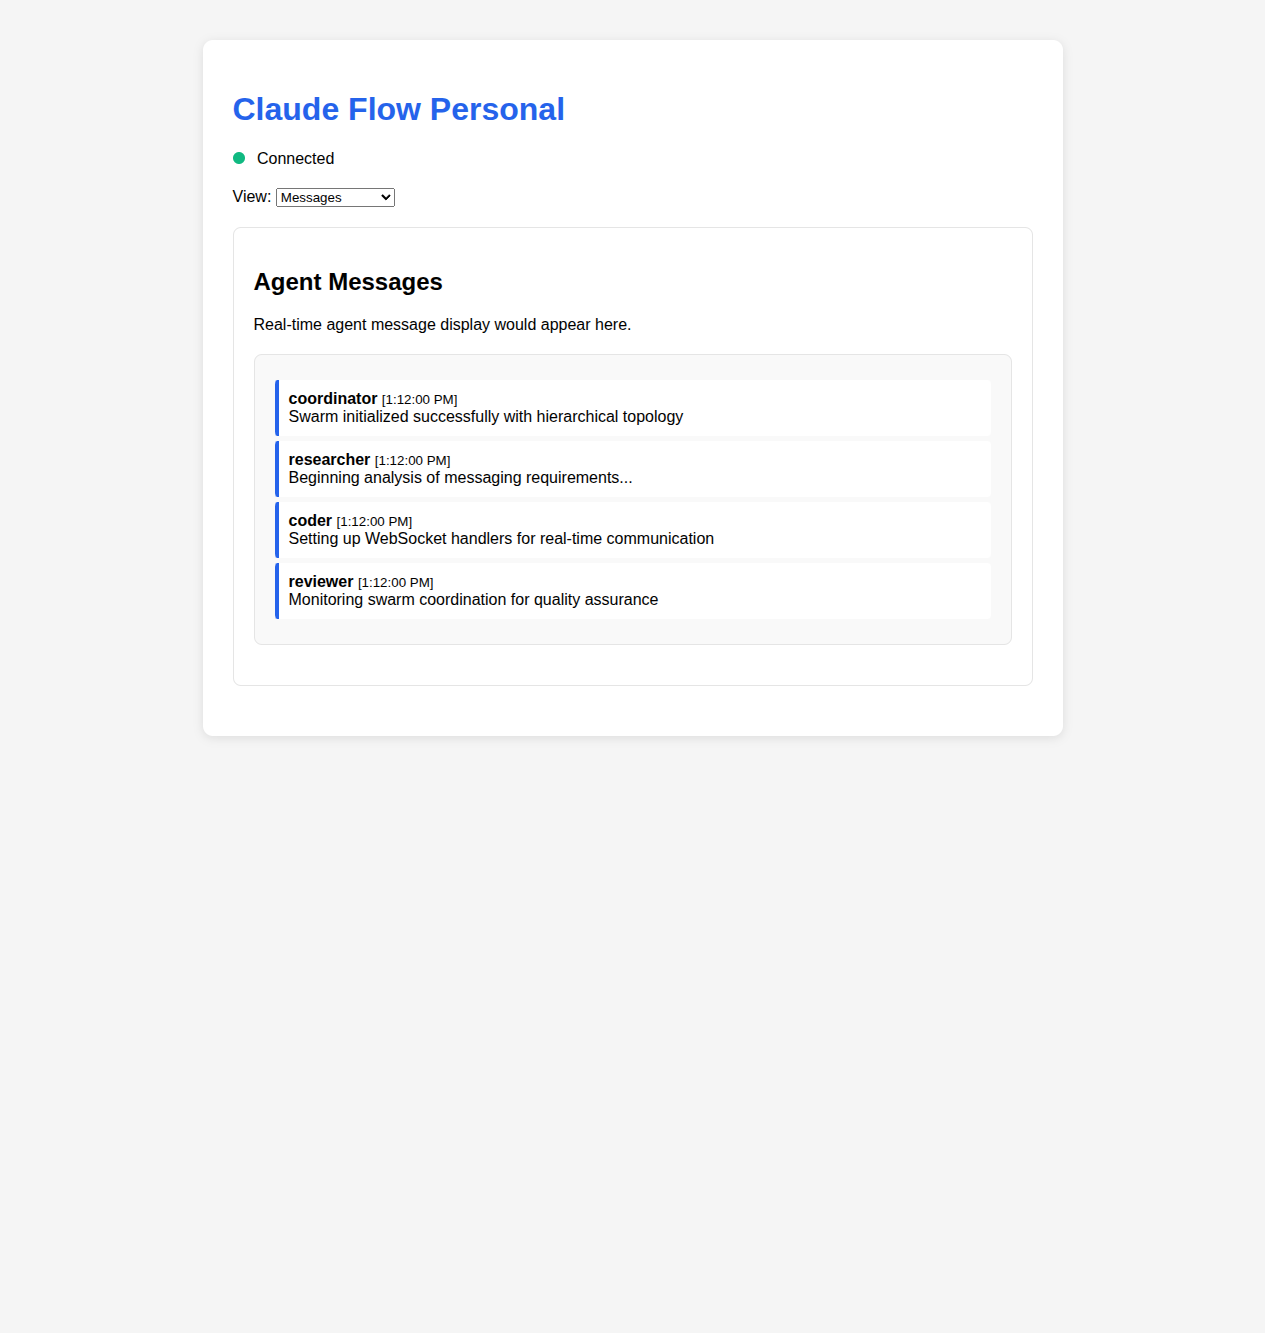 Claude Flow Personal
Connected
View: Messages
Agent Messages
Real-time agent message display would appear here.
coordinator [1:12:00 PM]
Swarm initialized successfully with hierarchical topology
researcher [1:12:00 PM]
Beginning analysis of messaging requirements...
coder [1:12:00 PM]
Setting up WebSocket handlers for real-time communication
reviewer [1:12:00 PM]
Monitoring swarm coordination for quality assurance